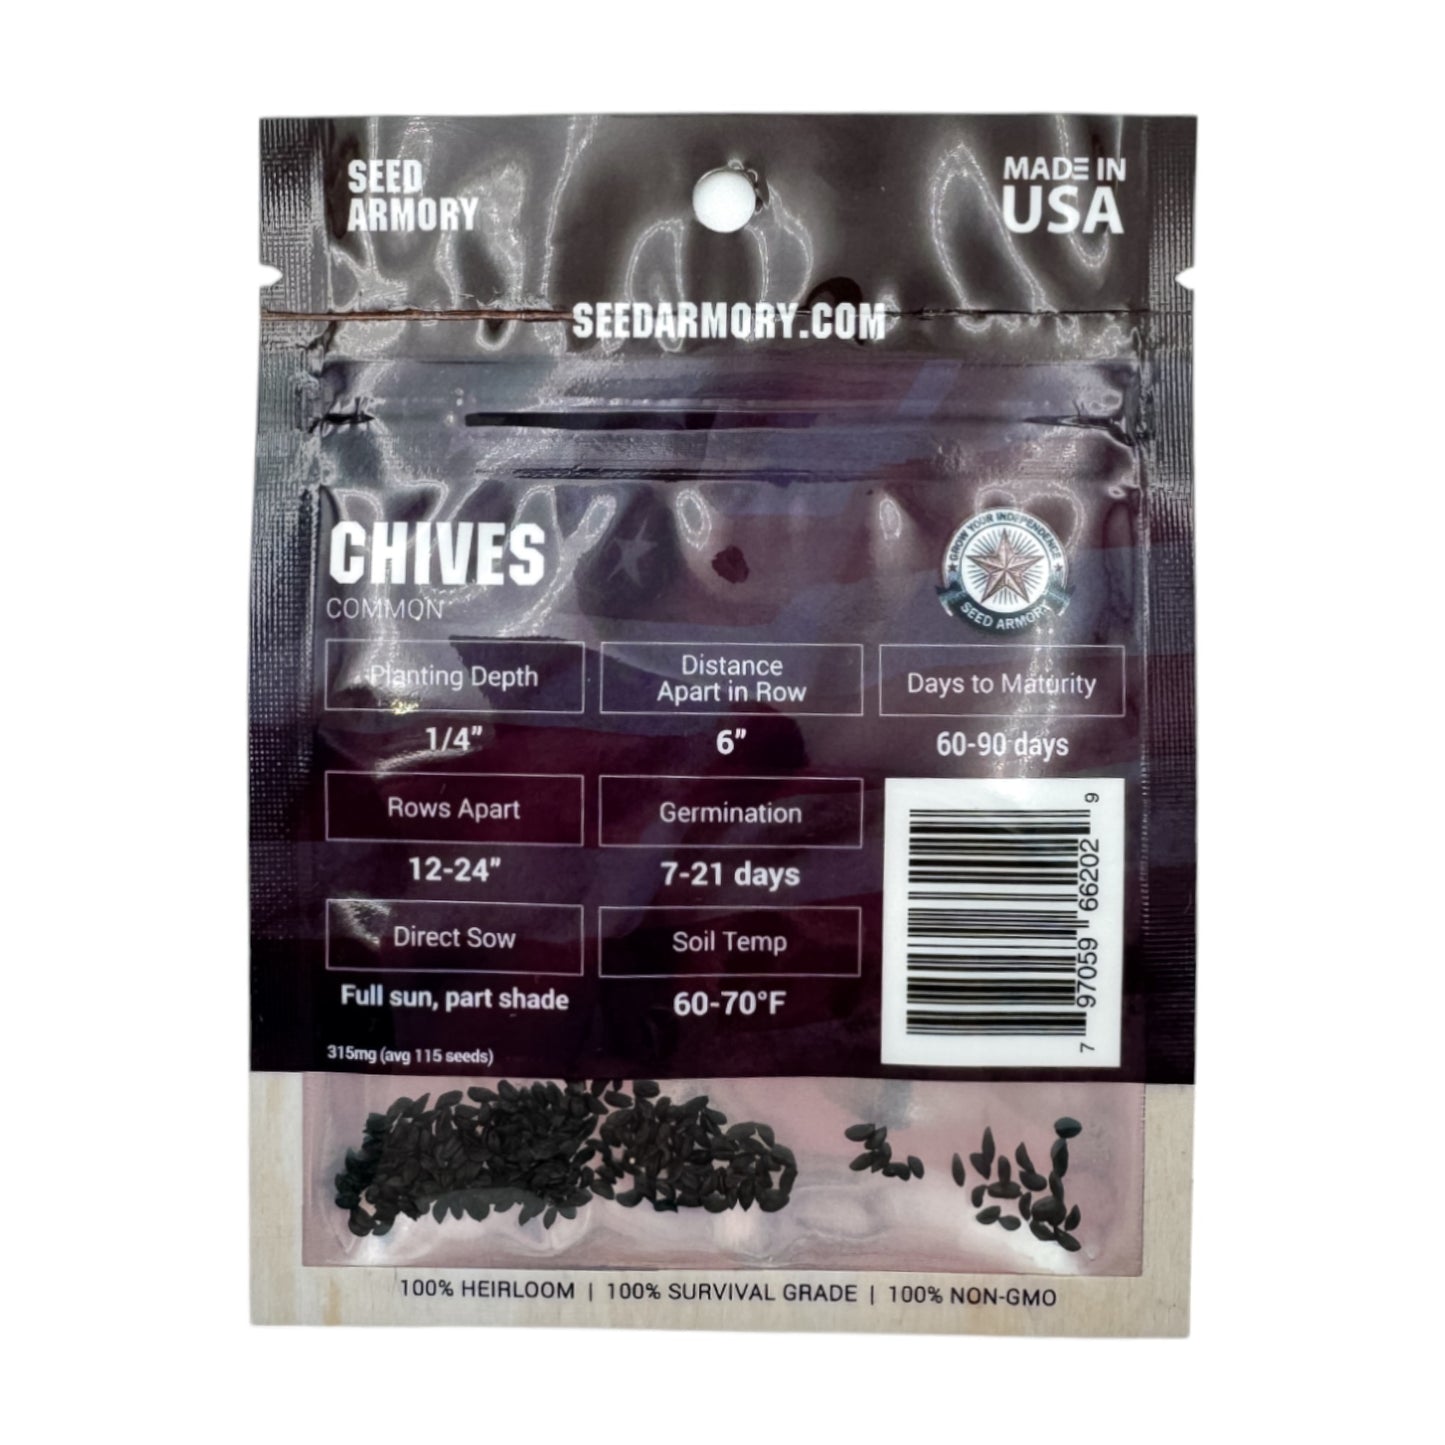 SEED
ARMORY
MADE IN
USA
SEEDARMORY.COM
CHIVES
COMMON
GROW YOUR INDEPENDENCE
SEED ARMORY
Planting Depth
1/4”
Distance
Apart in Row
6”
Days to Maturity
60-90 days
Rows Apart
12-24”
Germination
7-21 days
Direct Sow
Full sun, part shade
Soil Temp
60-70°F
7 97059 66202 9
315mg (avg 115 seeds)
100% HEIRLOOM | 100% SURVIVAL GRADE | 100% NON-GMO